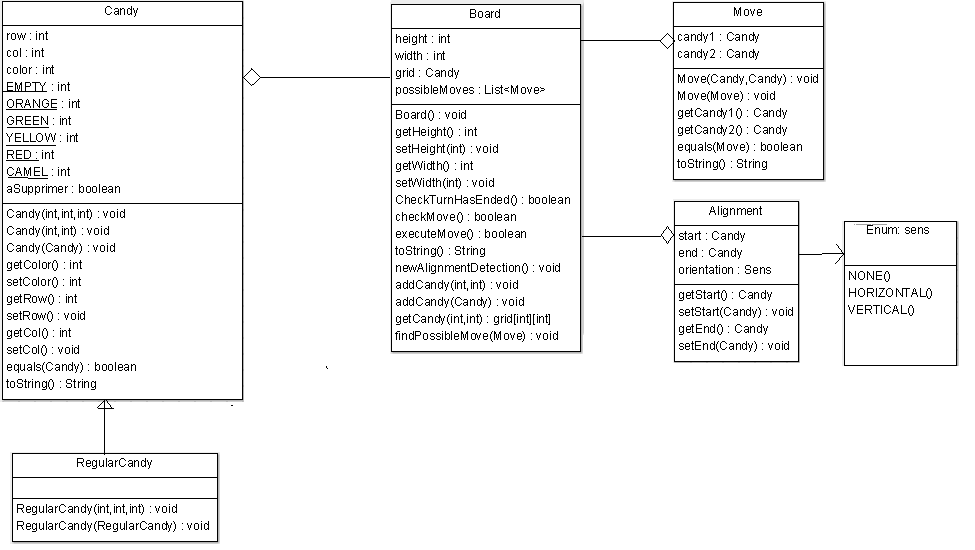 Candy
row : int
col : int
color : int
EMPTY : int
ORANGE : int
GREEN : int
YELLOW : int
RED : int
CAMEL : int
aSupprimer : boolean
Candy(int,int,int) : void
Candy(int,int) : void
Candy(Candy) : void
getColor() : int
setColor() : int
getRow() : int
setRow() : void
getCol() : int
setCol() : void
equals(Candy) : boolean
toString() : String
RegularCandy
RegularCandy(int,int,int) : void
RegularCandy(RegularCandy) : void
Board
height : int
width : int
grid : Candy
possibleMoves : List<Move>
Board() : void
getHeight() : int
setHeight(int) : void
getWidth() : int
setWidth(int) : void
CheckTurnHasEnded() : boolean
checkMove() : boolean
executeMove() : boolean
toString() : String
newAlignmentDetection() : void
addCandy(int,int) : void
addCandy(Candy) : void
getCandy(int,int) : grid[int][int]
findPossibleMove(Move) : void
Move
candy1 : Candy
candy2 : Candy
Move(Candy,Candy) : void
Move(Move) : void
getCandy1() : Candy
getCandy2() : Candy
equals(Move) : boolean
toString() : String
Alignment
start : Candy
end : Candy
orientation : Sens
getStart() : Candy
setStart(Candy) : void
getEnd() : Candy
setEnd(Candy) : void
Enum: sens
NONE()
HORIZONTAL()
VERTICAL()